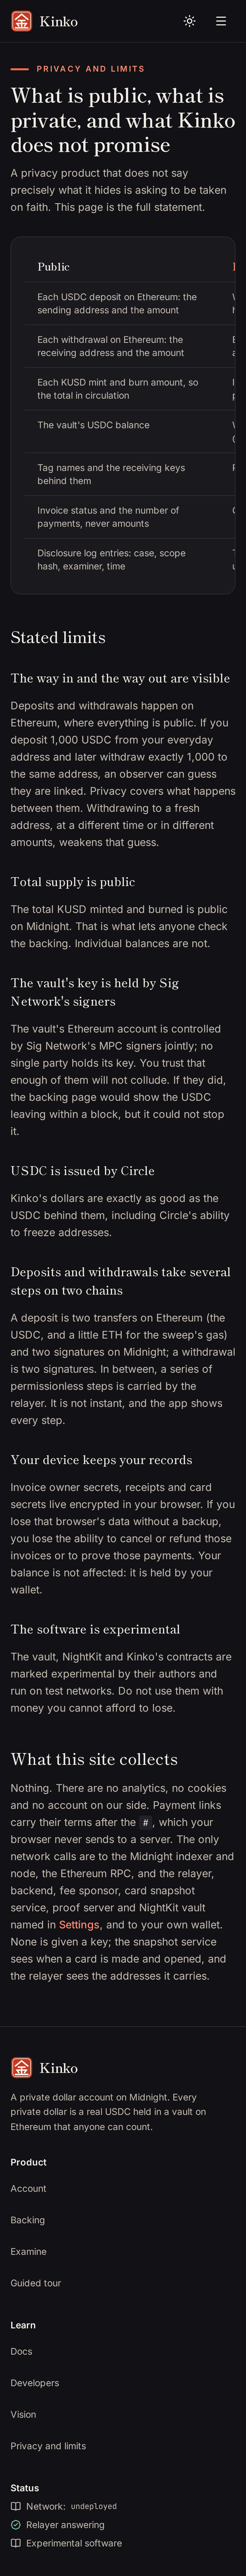 Kinko
PRIVACY AND LIMITS
What is public, what is
private, and what Kinko
does not promise
A privacy product that does not say
precisely what it hides is asking to be taken
on faith. This page is the full statement.
Public
Each USDC deposit on Ethereum: the
sending address and the amount
Each withdrawal on Ethereum: the
receiving address and the amount
Each KUSD mint and burn amount, so
the total in circulation
The vault's USDC balance
Tag names and the receiving keys
behind them
Invoice status and the number of
payments, never amounts
Disclosure log entries: case, scope
hash, examiner, time
Stated limits
The way in and the way out are visible
Deposits and withdrawals happen on
Ethereum, where everything is public. If you
deposit 1,000 USDC from your everyday
address and later withdraw exactly 1,000 to
the same address, an observer can guess
they are linked. Privacy covers what happens
between them. Withdrawing to a fresh
address, at a different time or in different
amounts, weakens that guess.
Total supply is public
The total KUSD minted and burned is public
on Midnight. That is what lets anyone check
the backing. Individual balances are not.
The vault's key is held by Sig
Network's signers
The vault's Ethereum account is controlled
by Sig Network's MPC signers jointly; no
single party holds its key. You trust that
enough of them will not collude. If they did,
the backing page would show the USDC
leaving within a block, but it could not stop
it.
USDC is issued by Circle
Kinko's dollars are exactly as good as the
USDC behind them, including Circle's ability
to freeze addresses.
Deposits and withdrawals take several
steps on two chains
A deposit is two transfers on Ethereum (the
USDC, and a little ETH for the sweep's gas)
and two signatures on Midnight; a withdrawal
is two signatures. In between, a series of
permissionless steps is carried by the
relayer. It is not instant, and the app shows
every step.
Your device keeps your records
Invoice owner secrets, receipts and card
secrets live encrypted in your browser. If you
lose that browser's data without a backup,
you lose the ability to cancel or refund those
invoices or to prove those payments. Your
balance is not affected: it is held by your
wallet.
The software is experimental
The vault, NightKit and Kinko's contracts are
marked experimental by their authors and
run on test networks. Do not use them with
money you cannot afford to lose.
What this site collects
Nothing. There are no analytics, no cookies
and no account on our side. Payment links
carry their terms after the #, which your
browser never sends to a server. The only
network calls are to the Midnight indexer and
node, the Ethereum RPC, and the relayer,
backend, fee sponsor, card snapshot
service, proof server and NightKit vault
named in Settings, and to your own wallet.
None is given a key; the snapshot service
sees when a card is made and opened, and
the relayer sees the addresses it carries.
Kinko
A private dollar account on Midnight. Every
private dollar is a real USDC held in a vault on
Ethereum that anyone can count.
Product
Account
Backing
Examine
Guided tour
Learn
Docs
Developers
Vision
Privacy and limits
Status
Network: undeployed
Relayer answering
Experimental software